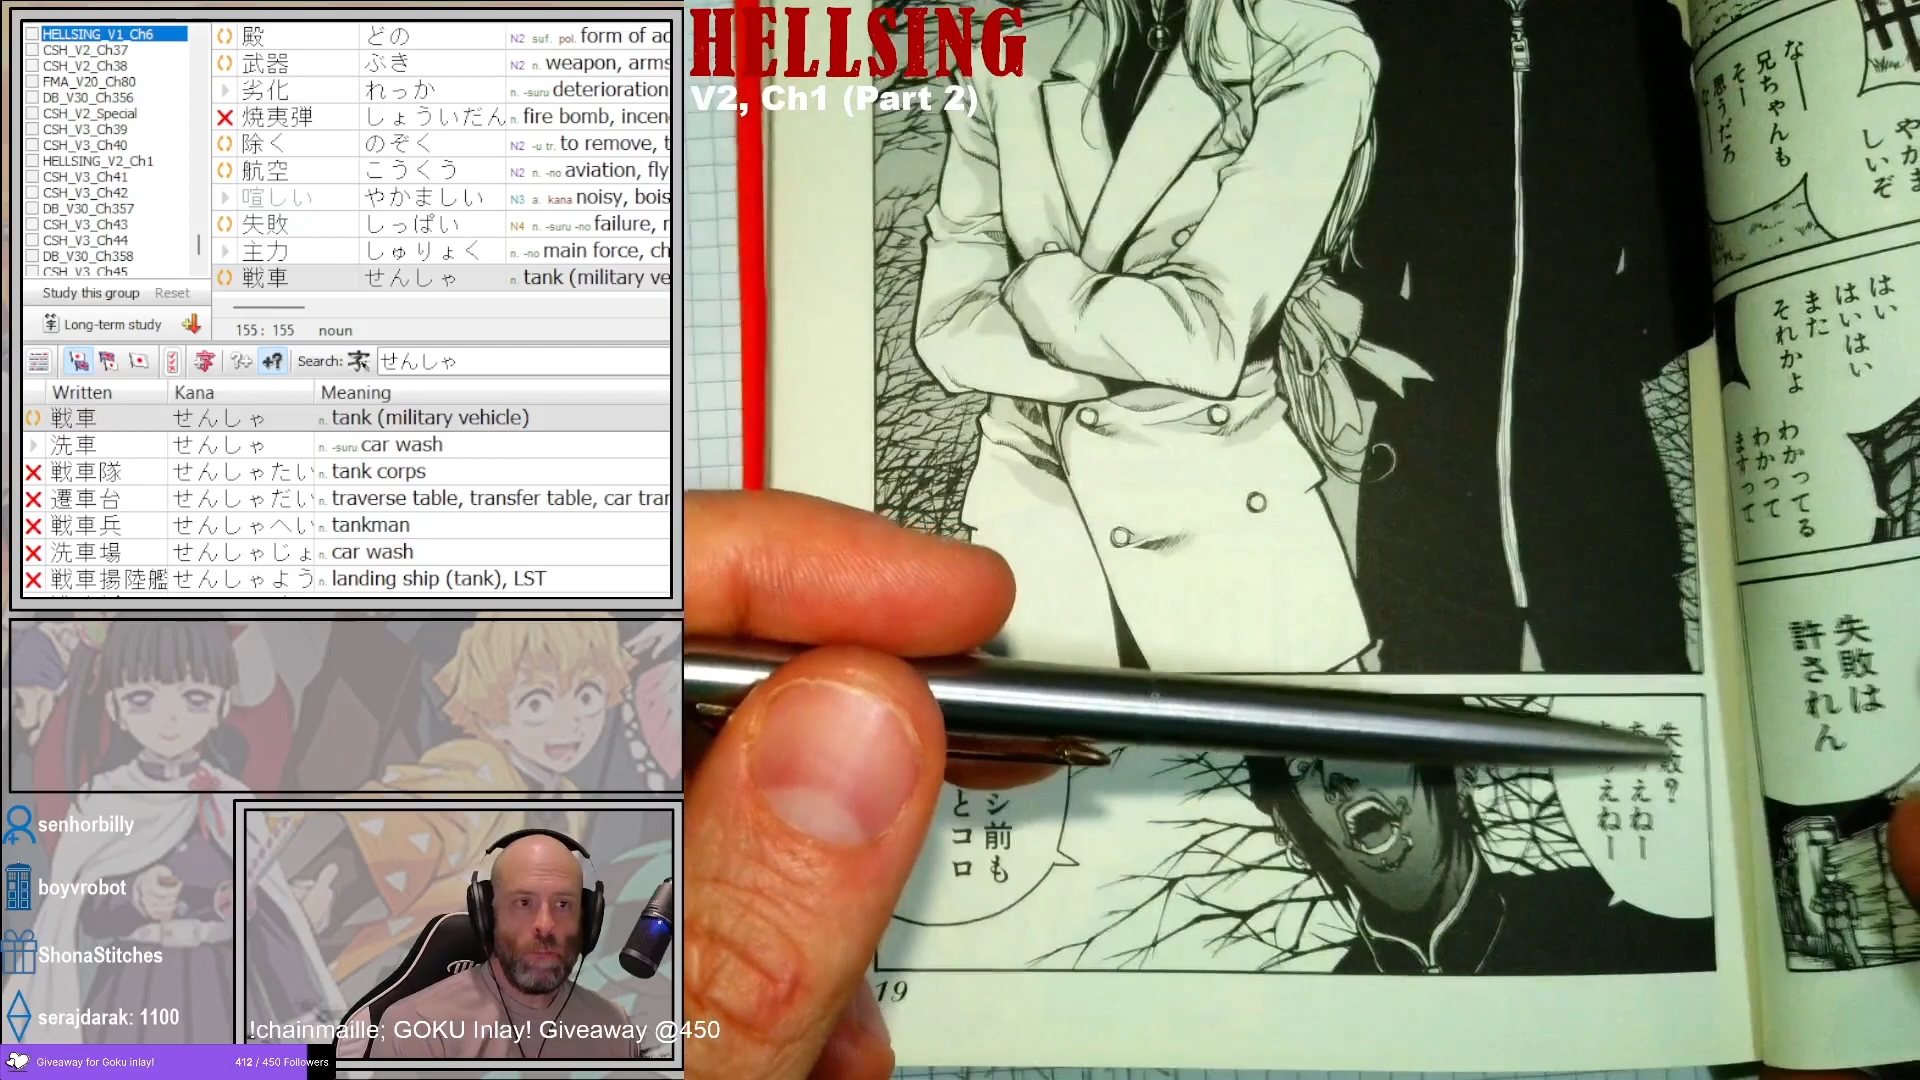 HELLSING_V1_Ch6
CSH_V2_Ch37
CSH_V2_Ch38
FMA_V20_Ch80
DB_V30_Ch356
CSH_V2_Special
CSH_V3_Ch39
CSH_V3_Ch40
HELLSING_V2_Ch1
CSH_V3_Ch41
CSH_V3_Ch42
DB_V30_Ch357
CSH_V3_Ch43
CSH_V3_Ch44
DB_V30_Ch358
CSH_V3_Ch45
Study this group Reset
Long-term study
殿 どの N2 suf. pol. form of ad
武器 ぶき N2 n. weapon, arms
劣化 れっか n. -suru deterioration
焼夷弾 しょういだん n. fire bomb, incen
除く のぞく N2 -u tr. to remove, t
航空 こうくう N2 n. -no aviation, fly
喧しい やかましい N3 a. kana noisy, bois
失敗 しっぱい N4 n. -suru -no failure, r
主力 しゅりょく n. -no main force, ch
戦車 せんしゃ n. tank (military ve
155: 155 noun
Search: せんしゃ
Written Kana Meaning
戦車 せんしゃ n. tank (military vehicle)
洗車 せんしゃ n. -suru car wash
戦車隊 せんしゃたい n. tank corps
遷車台 せんしゃだい n. traverse table, transfer table, car tran
戦車兵 せんしゃへい n. tankman
洗車場 せんしゃじょ n. car wash
戦車揚陸艦 せんしゃよう n. landing ship (tank), LST
senhorbilly
boyvrobot
ShonaStitches
serajdarak: 1100
!chainmaille; GOKU Inlay! Giveaway @450
Giveaway for Goku inlay! 412 / 450 Followers
HELLSING
V2, Ch1 (Part 2)
やかま
しいぞ
なー
兄ちゃんも
そー
思うだろ
はい
はいはい
また
それかよ
わかってる
わかって
ますって
失敗は
許されん
失敗?
えねー
えねー
シ前も
とコロ
19